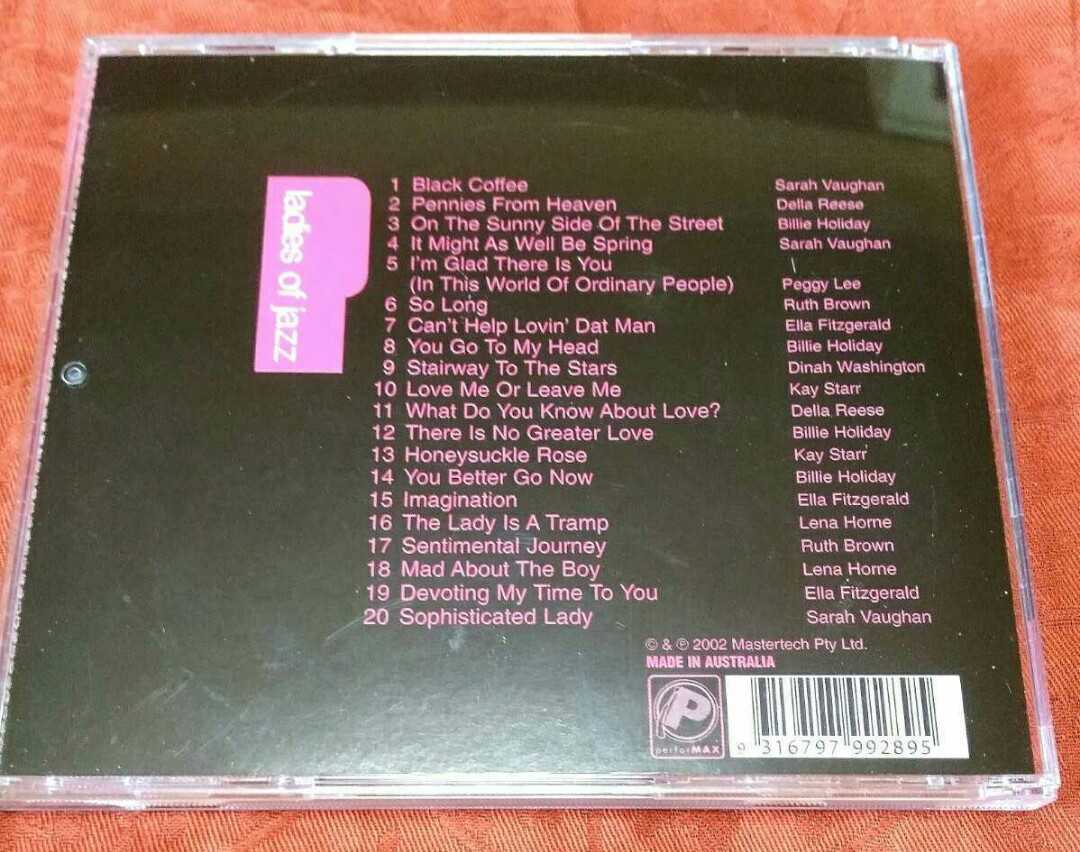 ladies of jazz
1 Black Coffee Sarah Vaughan
2 Pennies From Heaven Della Reese
3 On The Sunny Side Of The Street Billie Holiday
4 It Might As Well Be Spring Sarah Vaughan
5 I'm Glad There Is You
(In This World Of Ordinary People) Peggy Lee
6 So Long Ruth Brown
7 Can't Help Lovin' Dat Man Ella Fitzgerald
8 You Go To My Head Billie Holiday
9 Stairway To The Stars Dinah Washington
10 Love Me Or Leave Me Kay Starr
11 What Do You Know About Love? Della Reese
12 There Is No Greater Love Billie Holiday
13 Honeysuckle Rose Kay Starr
14 You Better Go Now Billie Holiday
15 Imagination Ella Fitzgerald
16 The Lady Is A Tramp Lena Horne
17 Sentimental Journey Ruth Brown
18 Mad About The Boy Lena Horne
19 Devoting My Time To You Ella Fitzgerald
20 Sophisticated Lady Sarah Vaughan
© & ℗ 2002 Mastertech Pty Ltd.
MADE IN AUSTRALIA
P
perforMAX
9 316797 992895